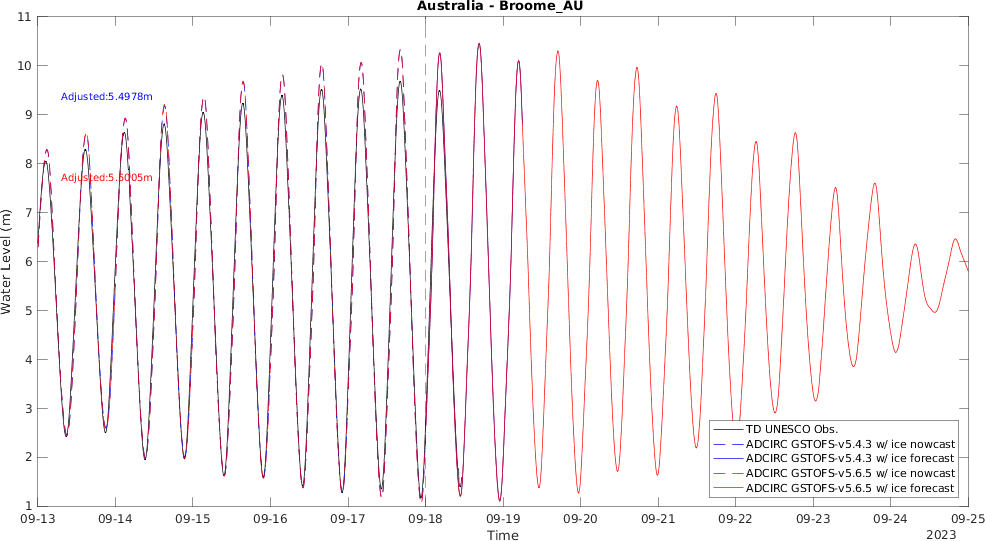 Australia - Broome_AU
11
10
9
8
7
6
5
4
3
2
1
Water Level (m)
Adjusted:5.4978m
Adjusted:5.5005m
TD UNESCO Obs.
ADCIRC GSTOFS-v5.4.3 w/ ice nowcast
ADCIRC GSTOFS-v5.4.3 w/ ice forecast
ADCIRC GSTOFS-v5.6.5 w/ ice nowcast
ADCIRC GSTOFS-v5.6.5 w/ ice forecast
09-13 09-14 09-15 09-16 09-17 09-18 09-19 09-20 09-21 09-22 09-23 09-24 09-25
Time
2023